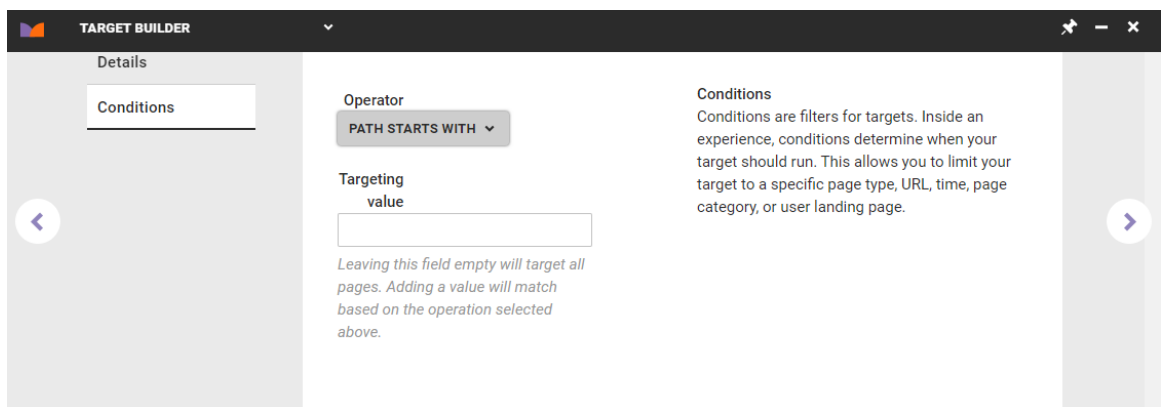 TARGET BUILDER
Details
Conditions
Operator
PATH STARTS WITH
Targeting
value
Leaving this field empty will target all
pages. Adding a value will match
based on the operation selected
above.
Conditions
Conditions are filters for targets. Inside an
experience, conditions determine when your
target should run. This allows you to limit your
target to a specific page type, URL, time, page
category, or user landing page.